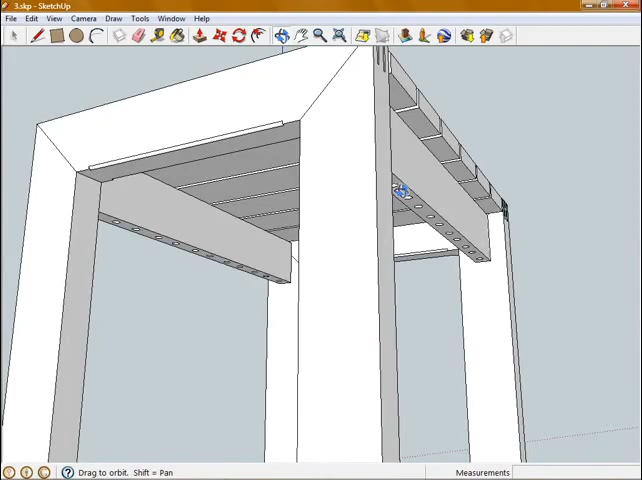 3.skp - SketchUp
File Edit View Camera Draw Tools Window Help
Drag to orbit. Shift = Pan
Measurements